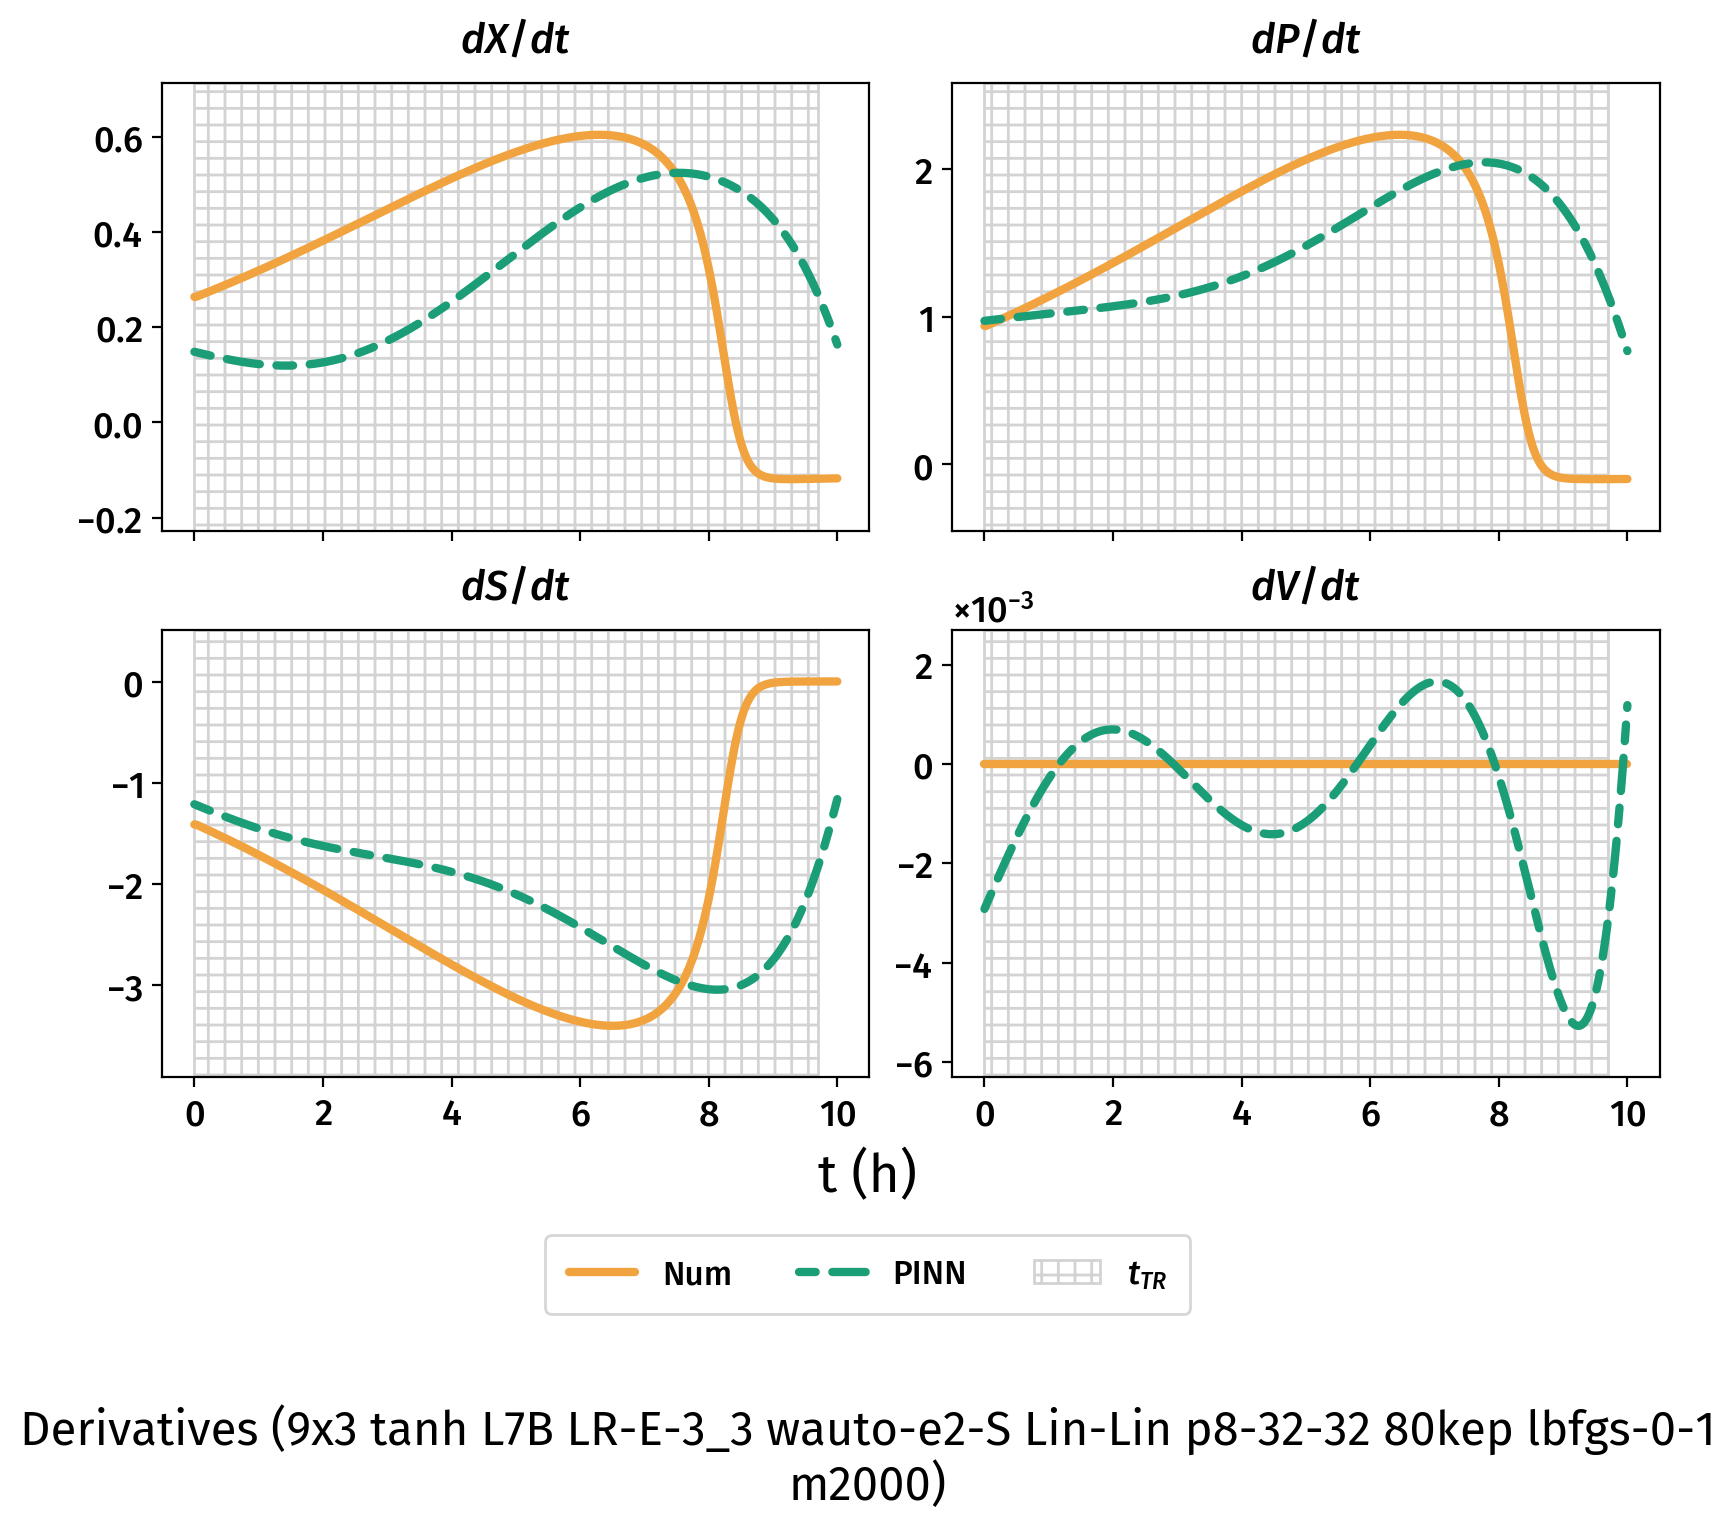 dX/dt
dP/dt
0.6
0.4
0.2
0.0
−0.2
2
1
0
dS/dt
dV/dt
×10⁻³
0
−1
−2
−3
2
0
−2
−4
−6
0 2 4 6 8 10
0 2 4 6 8 10
t (h)
Num PINN t_TR
Derivatives (9x3 tanh L7B LR-E-3_3 wauto-e2-S Lin-Lin p8-32-32 80kep lbfgs-0-1
m2000)